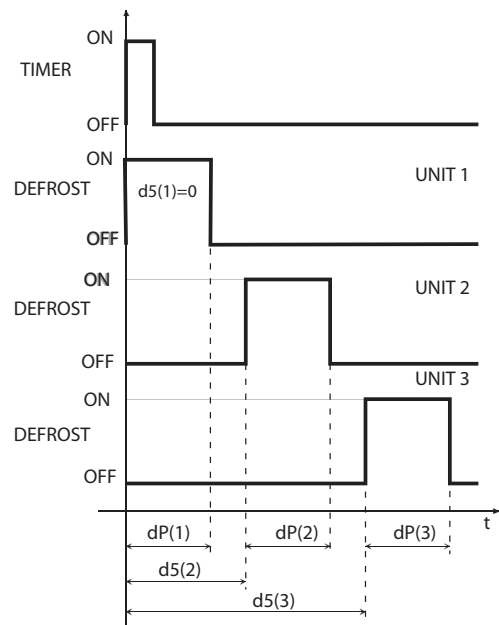 ON
TIMER
OFF
ON
UNIT 1
DEFROST
d5(1)=0
OFF
ON
UNIT 2
DEFROST
OFF
UNIT 3
ON
DEFROST
OFF
t
dP(1)
dP(2)
dP(3)
d5(2)
d5(3)